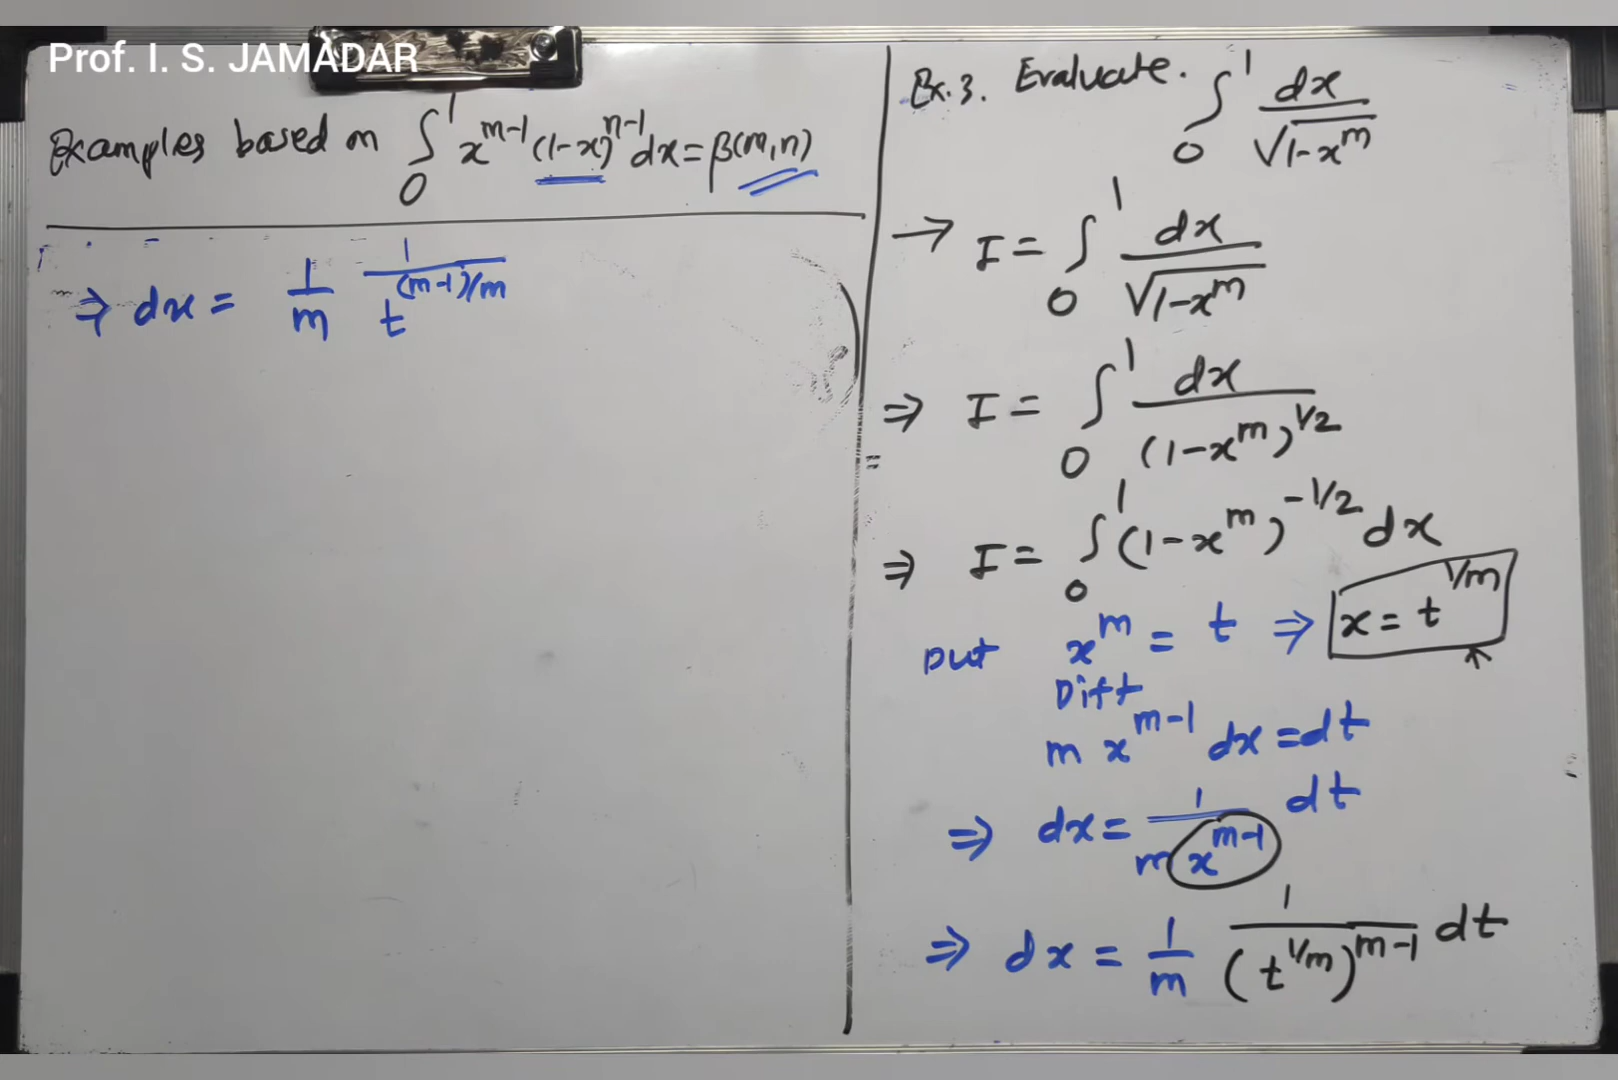 Prof. I. S. JAMADAR
Examples based on ∫₀¹ x^(m-1) (1-x)^(n-1) dx = β(m,n)
⇒ dx = 1/m 1/t^((m-1)/m)
Ex.3. Evaluate. ∫₀¹ dx/√(1-x^m)
→ I = ∫₀¹ dx/√(1-x^m)
⇒ I = ∫₀¹ dx/(1-x^m)^(1/2)
⇒ I = ∫₀¹ (1-x^m)^(-1/2) dx
put x^m = t ⇒ x = t^(1/m)
Diff
m x^(m-1) dx = dt
⇒ dx = 1/(m x^(m-1)) dt
⇒ dx = 1/m 1/(t^(1/m))^(m-1) dt